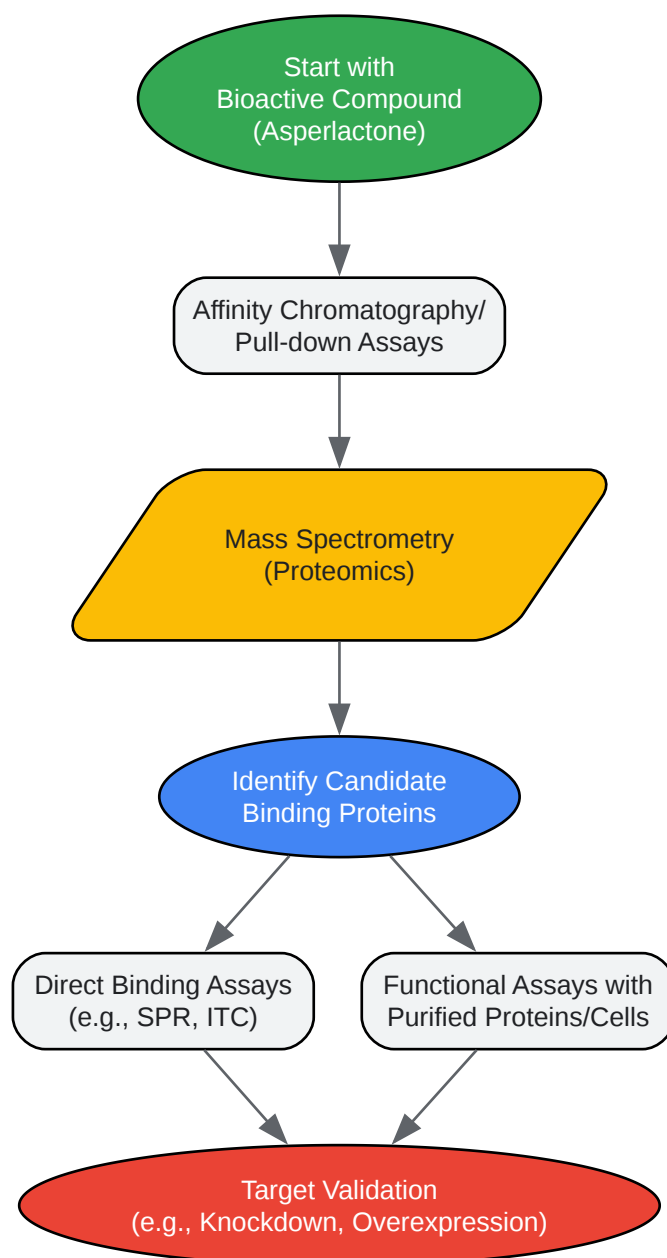 Start with
Bioactive Compound
(Asperlactone)
Affinity Chromatography/
Pull-down Assays
Mass Spectrometry
(Proteomics)
Identify Candidate
Binding Proteins
Direct Binding Assays
(e.g., SPR, ITC)
Functional Assays with
Purified Proteins/Cells
Target Validation
(e.g., Knockdown, Overexpression)